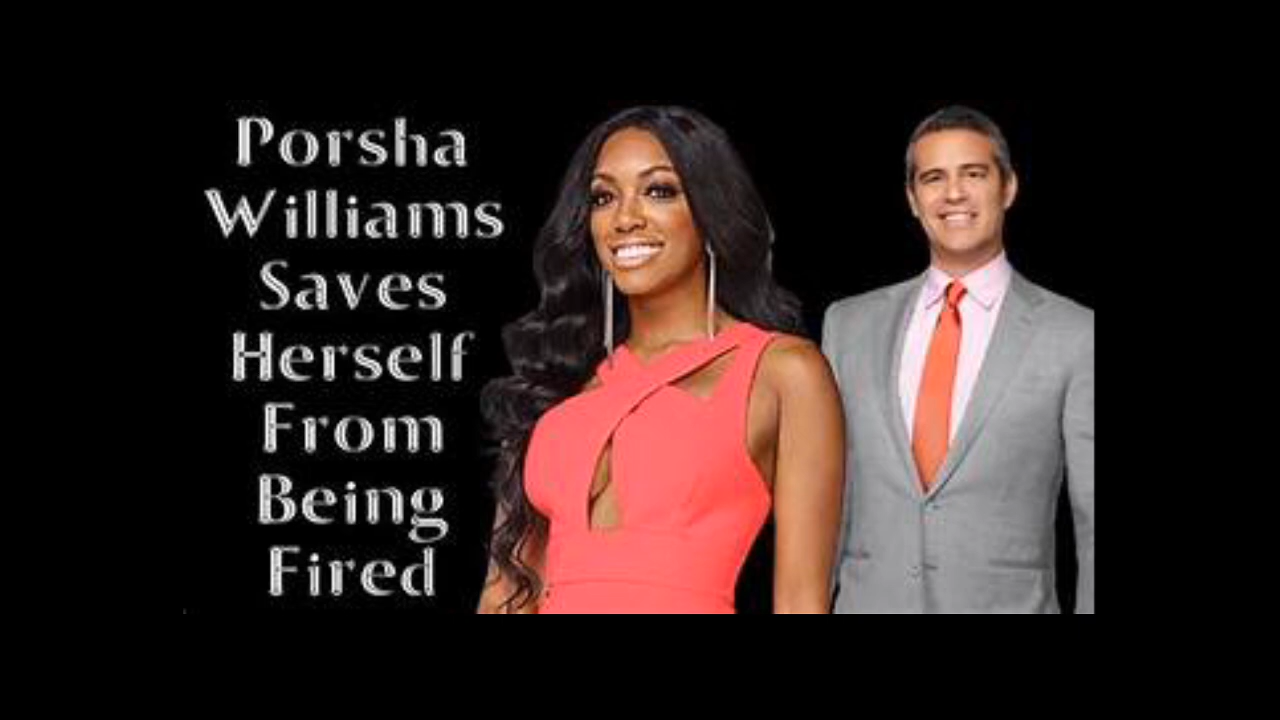 Porsha
Williams
Saves
Herself
From
Being
Fired